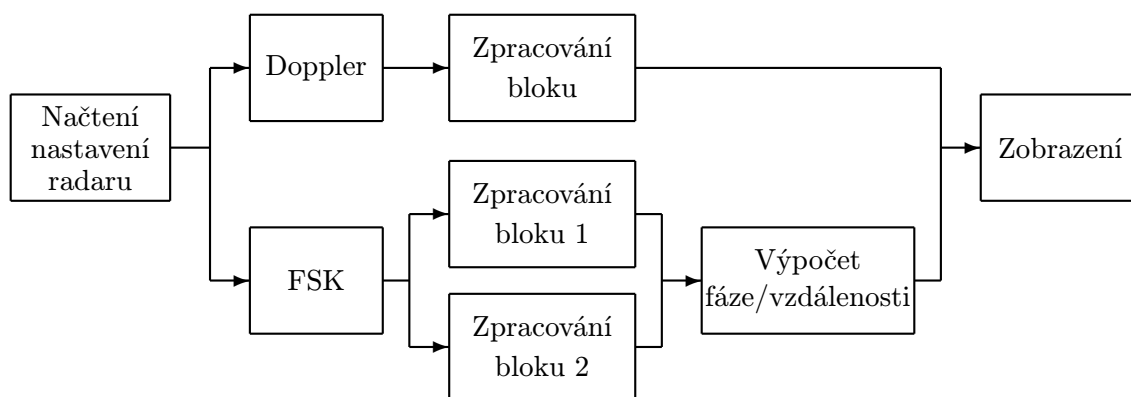 Načtení
nastavení
radaru
Doppler
Zpracování
bloku
FSK
Zpracování
bloku 1
Zpracování
bloku 2
Výpočet
fáze/vzdálenosti
Zobrazení